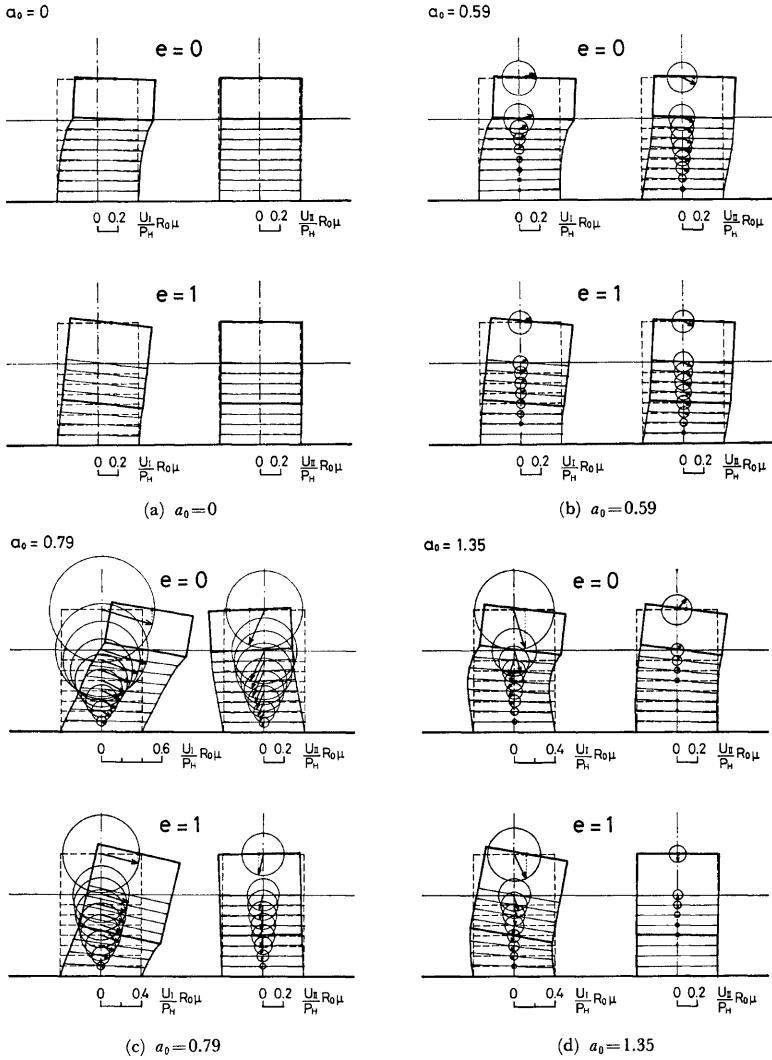 a₀ = 0
e = 0
0 0.2 U_I/P_H R₀μ
0 0.2 U_II/P_H R₀μ
e = 1
0 0.2 U_I/P_H R₀μ
0 0.2 U_II/P_H R₀μ
(a) a₀=0
a₀ = 0.59
e = 0
0 0.2 U_I/P_H R₀μ
0 0.2 U_II/P_H R₀μ
e = 1
0 0.2 U_I/P_H R₀μ
0 0.2 U_II/P_H R₀μ
(b) a₀=0.59
a₀ = 0.79
e = 0
0 0.6 U_I/P_H R₀μ
0 0.2 U_II/P_H R₀μ
e = 1
0 0.4 U_I/P_H R₀μ
0 0.2 U_II/P_H R₀μ
(c) a₀=0.79
a₀ = 1.35
e = 0
0 0.4 U_I/P_H R₀μ
0 0.2 U_II/P_H R₀μ
e = 1
0 0.4 U_I/P_H R₀μ
0 0.2 U_II/P_H R₀μ
(d) a₀=1.35